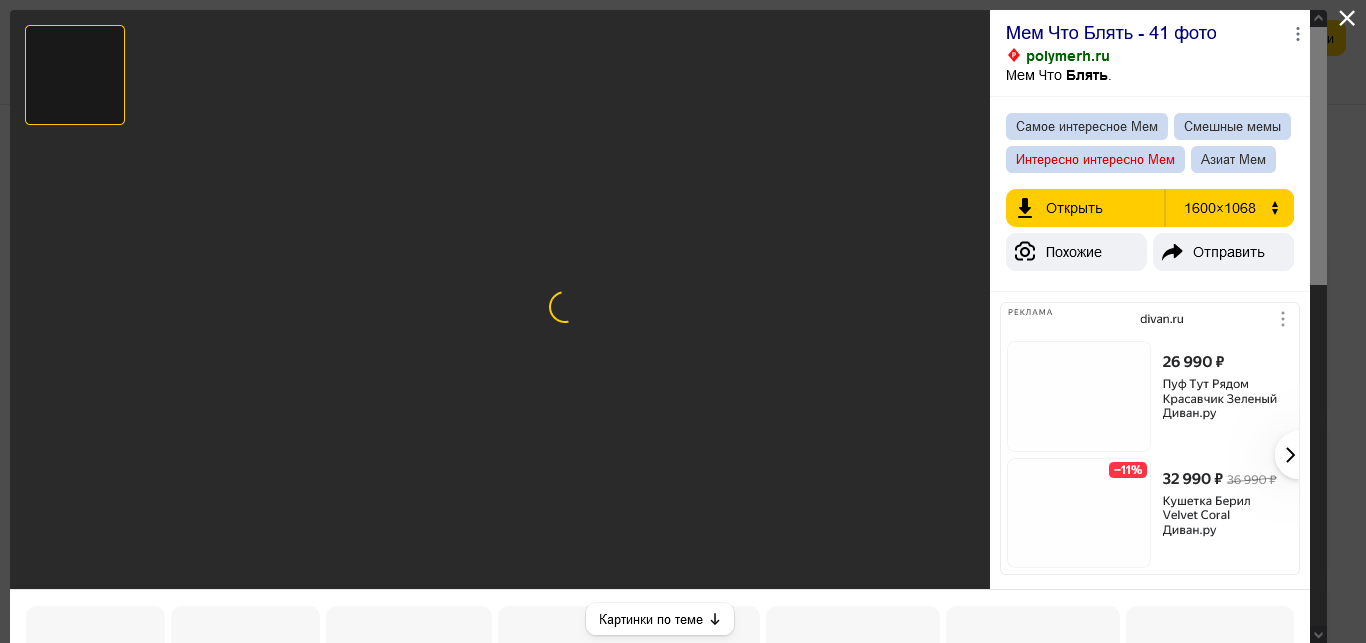 Мем Что Блять - 41 фото
polymerh.ru
Мем Что Блять.
Самое интересное Мем
Смешные мемы
Интересно интересно Мем
Азиат Мем
Открыть
1600×1068
Похожие
Отправить
РЕКЛАМА
divan.ru
26 990 ₽
Пуф Тут Рядом
Красавчик Зеленый
Диван.ру
–11%
32 990 ₽ 36 990 ₽
Кушетка Берил
Velvet Coral
Диван.ру
Картинки по теме